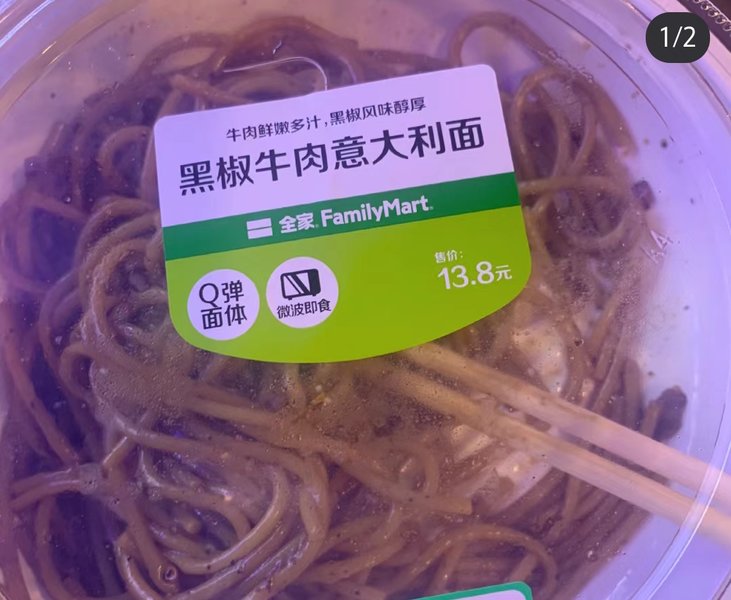 1/2
牛肉鲜嫩多汁,黑椒风味醇厚
黑椒牛肉意大利面
全家 FamilyMart
售价:
13.8元
Q弹
面体
微波即食